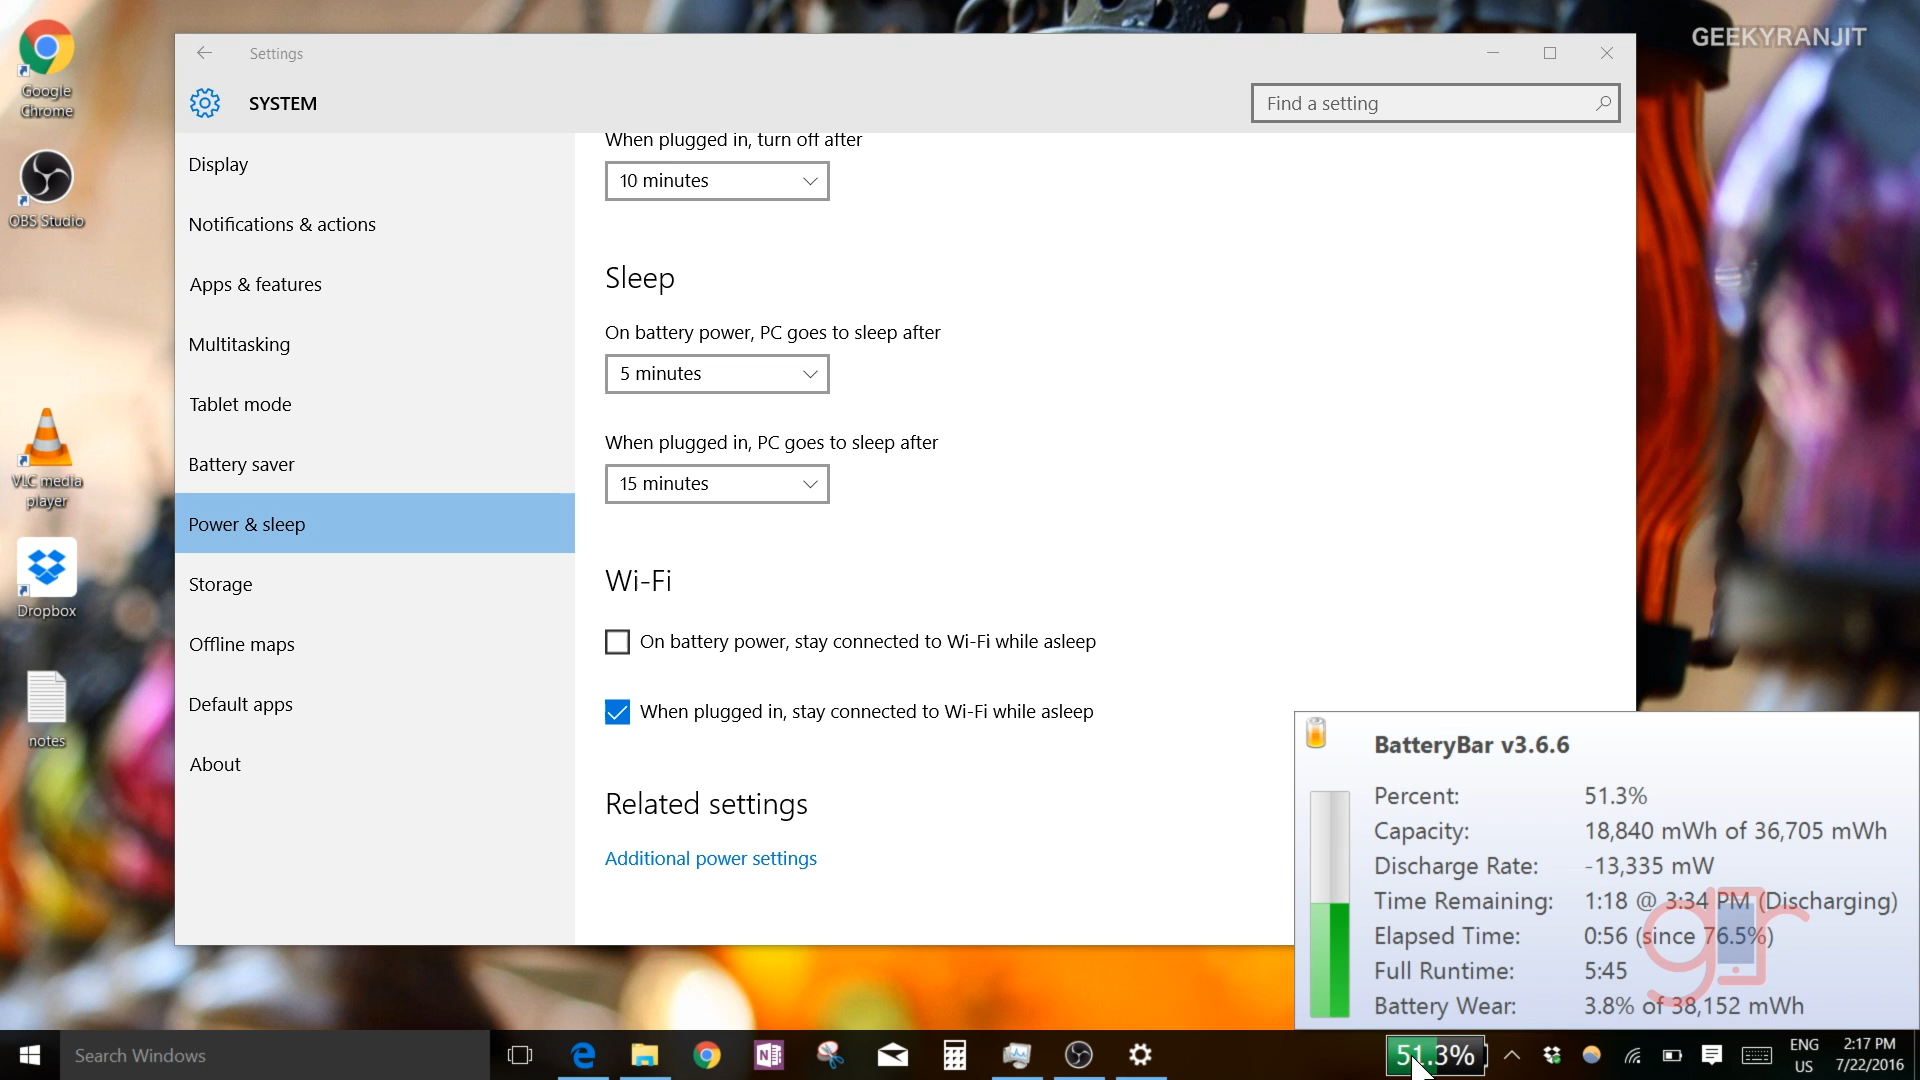 GEEKYRANJIT
Google
Chrome
OBS Studio
VLC media
player
Dropbox
notes
Settings
SYSTEM
Find a setting
Display
Notifications & actions
Apps & features
Multitasking
Tablet mode
Battery saver
Power & sleep
Storage
Offline maps
Default apps
About
When plugged in, turn off after
10 minutes
Sleep
On battery power, PC goes to sleep after
5 minutes
When plugged in, PC goes to sleep after
15 minutes
Wi-Fi
On battery power, stay connected to Wi-Fi while asleep
When plugged in, stay connected to Wi-Fi while asleep
Related settings
Additional power settings
BatteryBar v3.6.6
Percent: 51.3%
Capacity: 18,840 mWh of 36,705 mWh
Discharge Rate: -13,335 mW
Time Remaining: 1:18 @ 3:34 PM (Discharging)
Elapsed Time: 0:56 (since 76.5%)
Full Runtime: 5:45
Battery Wear: 3.8% of 38,152 mWh
gr
Search Windows
N
51.3%
ENG
US
2:17 PM
7/22/2016